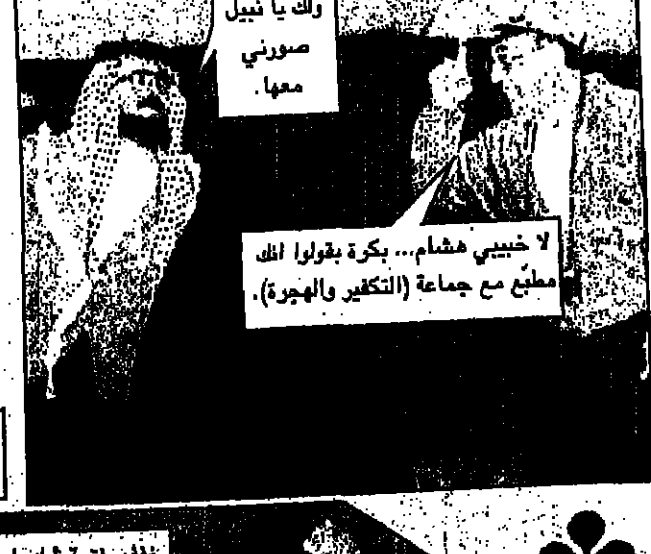 ولك يا نبيل
صورني
معها.
لا خبيبي هشام... بكرة بقولوا انك
مطبّع مع جماعة (التكفير والهجرة).